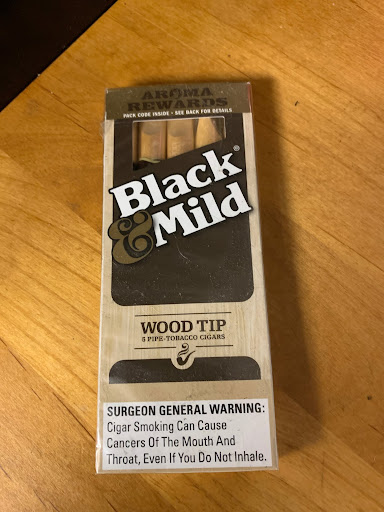 AROMA
REWARDS
PACK CODE INSIDE • SEE BACK FOR DETAILS
Black®
& Mild
WOOD TIP
5 PIPE-TOBACCO CIGARS
SURGEON GENERAL WARNING:
Cigar Smoking Can Cause
Cancers Of The Mouth And
Throat, Even If You Do Not Inhale.